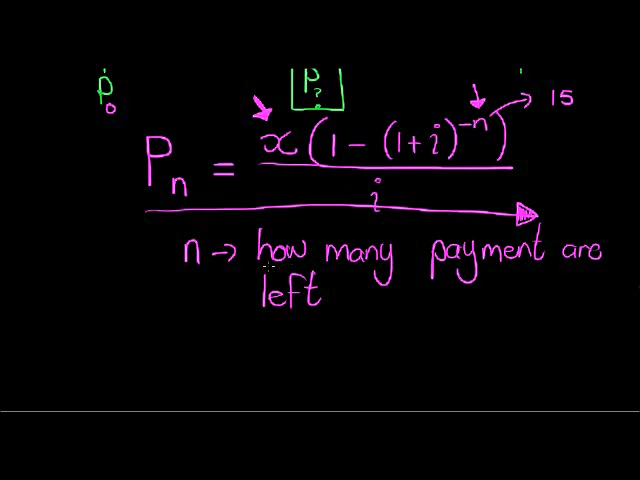 P?
P0
15
Pn = x(1-(1+i)^-n) / i
n → how many payment are
left